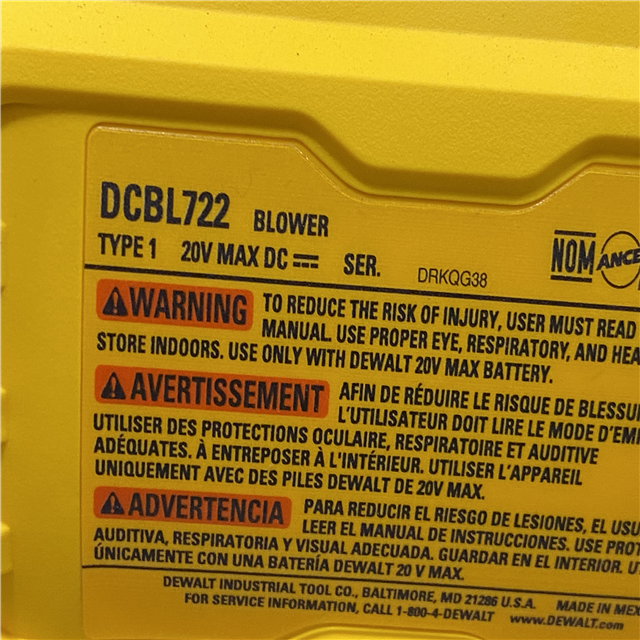 DCBL722 BLOWER
TYPE 1 20V MAX DC SER. DRKQG38
NOM ANCE
WARNING TO REDUCE THE RISK OF INJURY, USER MUST READ
MANUAL. USE PROPER EYE, RESPIRATORY, AND
STORE INDOORS. USE ONLY WITH DEWALT 20V MAX BATTERY.
AVERTISSEMENT AFIN DE RÉDUIRE LE RISQUE DE
L'UTILISATEUR DOIT LIRE LE MODE
UTILISER DES PROTECTIONS OCULAIRE, RESPIRATOIRE ET AUDITIVE
ADÉQUATES. À ENTREPOSER À L'INTÉRIEUR. UTILISER L'APPAREIL
UNIQUEMENT AVEC DES PILES DEWALT DE 20V MAX.
ADVERTENCIA PARA REDUCIR EL RIESGO DE LESIONES, EL
LEER EL MANUAL DE INSTRUCCIONES. USE
AUDITIVA, RESPIRATORIA Y VISUAL ADECUADA. GUARDAR EN EL INTERIOR.
ÚNICAMENTE CON UNA BATERÍA DEWALT 20 V MAX.
DEWALT INDUSTRIAL TOOL CO., BALTIMORE, MD 21286 U.S.A. MADE IN
FOR SERVICE INFORMATION, CALL 1-800-4-DEWALT www.DEWALT.com